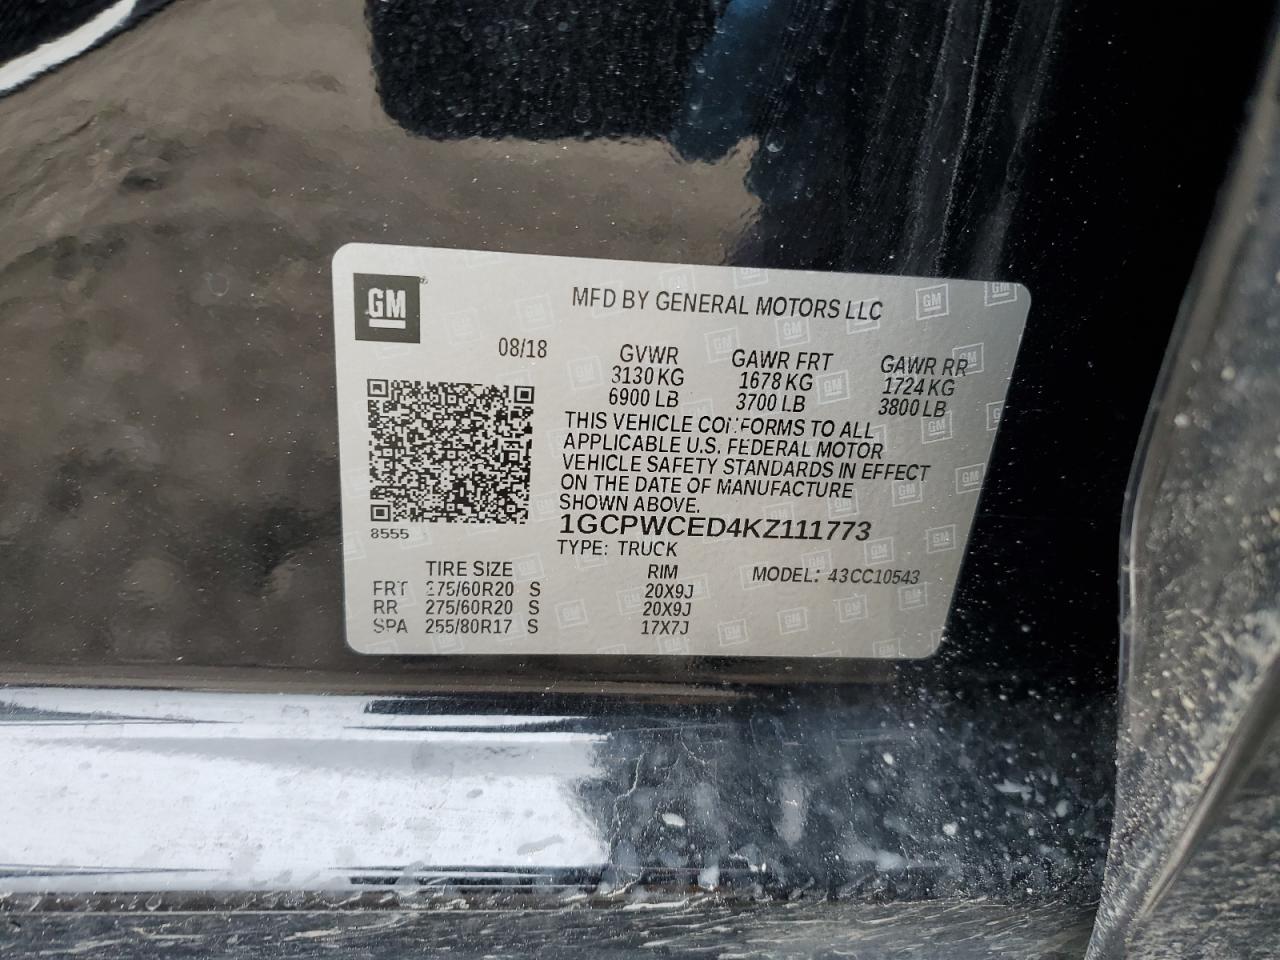 GM
MFD BY GENERAL MOTORS LLC
08/18
GVWR GAWR FRT GAWR RR
3130 KG 1678 KG 1724 KG
6900 LB 3700 LB 3800 LB
THIS VEHICLE CONFORMS TO ALL
APPLICABLE U.S. FEDERAL MOTOR
VEHICLE SAFETY STANDARDS IN EFFECT
ON THE DATE OF MANUFACTURE
SHOWN ABOVE.
8555
1GCPWCED4KZ111773
TYPE: TRUCK
MODEL: 43CC10543
TIRE SIZE RIM
FRT 275/60R20 S 20X9J
RR 275/60R20 S 20X9J
SPA 255/80R17 S 17X7J